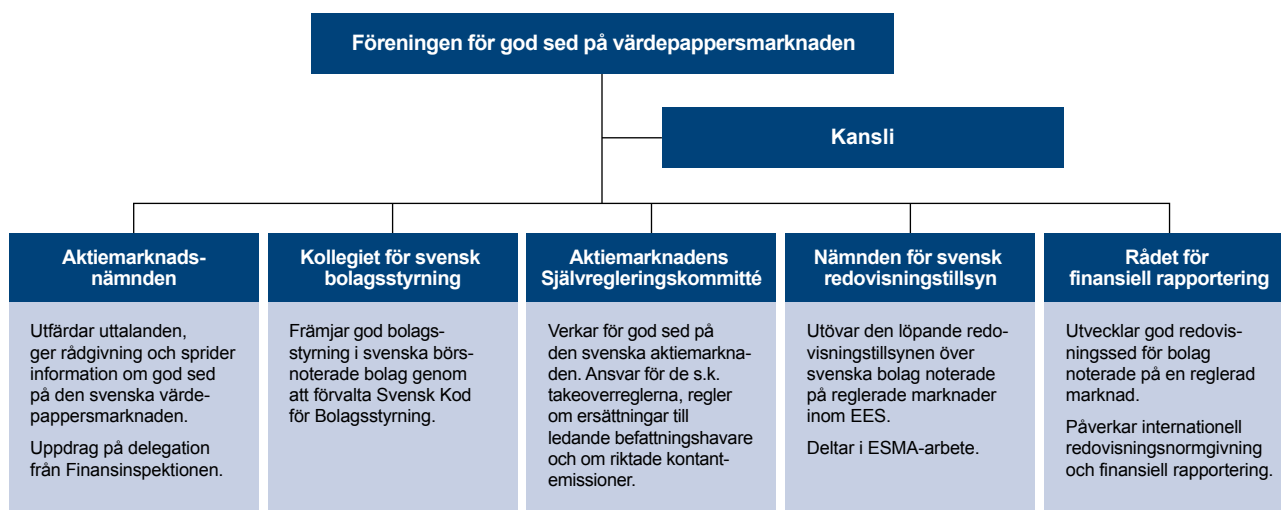 Föreningen för god sed på värdepappersmarknaden
Kansli
Aktiemarknads-
nämnden
Utfärdar uttalanden,
ger rådgivning och sprider
information om god sed
på den svenska värde-
pappersmarknaden.
Uppdrag på delegation
från Finansinspektionen.
Kollegiet för svensk
bolagsstyrning
Främjar god bolags-
styrning i svenska börs-
noterade bolag genom
att förvalta Svensk Kod
för Bolagsstyrning.
Aktiemarknadens
Självregleringskommitté
Verkar för god sed på
den svenska aktiemarkna-
den. Ansvar för de s.k.
takeoverreglerna, regler
om ersättningar till
ledande befattningshavare
och om riktade kontant-
emissioner.
Nämnden för svensk
redovisningstillsyn
Utövar den löpande redo-
visningstillsynen över
svenska bolag noterade
på reglerade marknader
inom EES.
Deltar i ESMA-arbete.
Rådet för
finansiell rapportering
Utvecklar god redovis-
ningssed för bolag
noterade på en reglerad
marknad.
Påverkar internationell
redovisningsnormgivning
och finansiell rapportering.